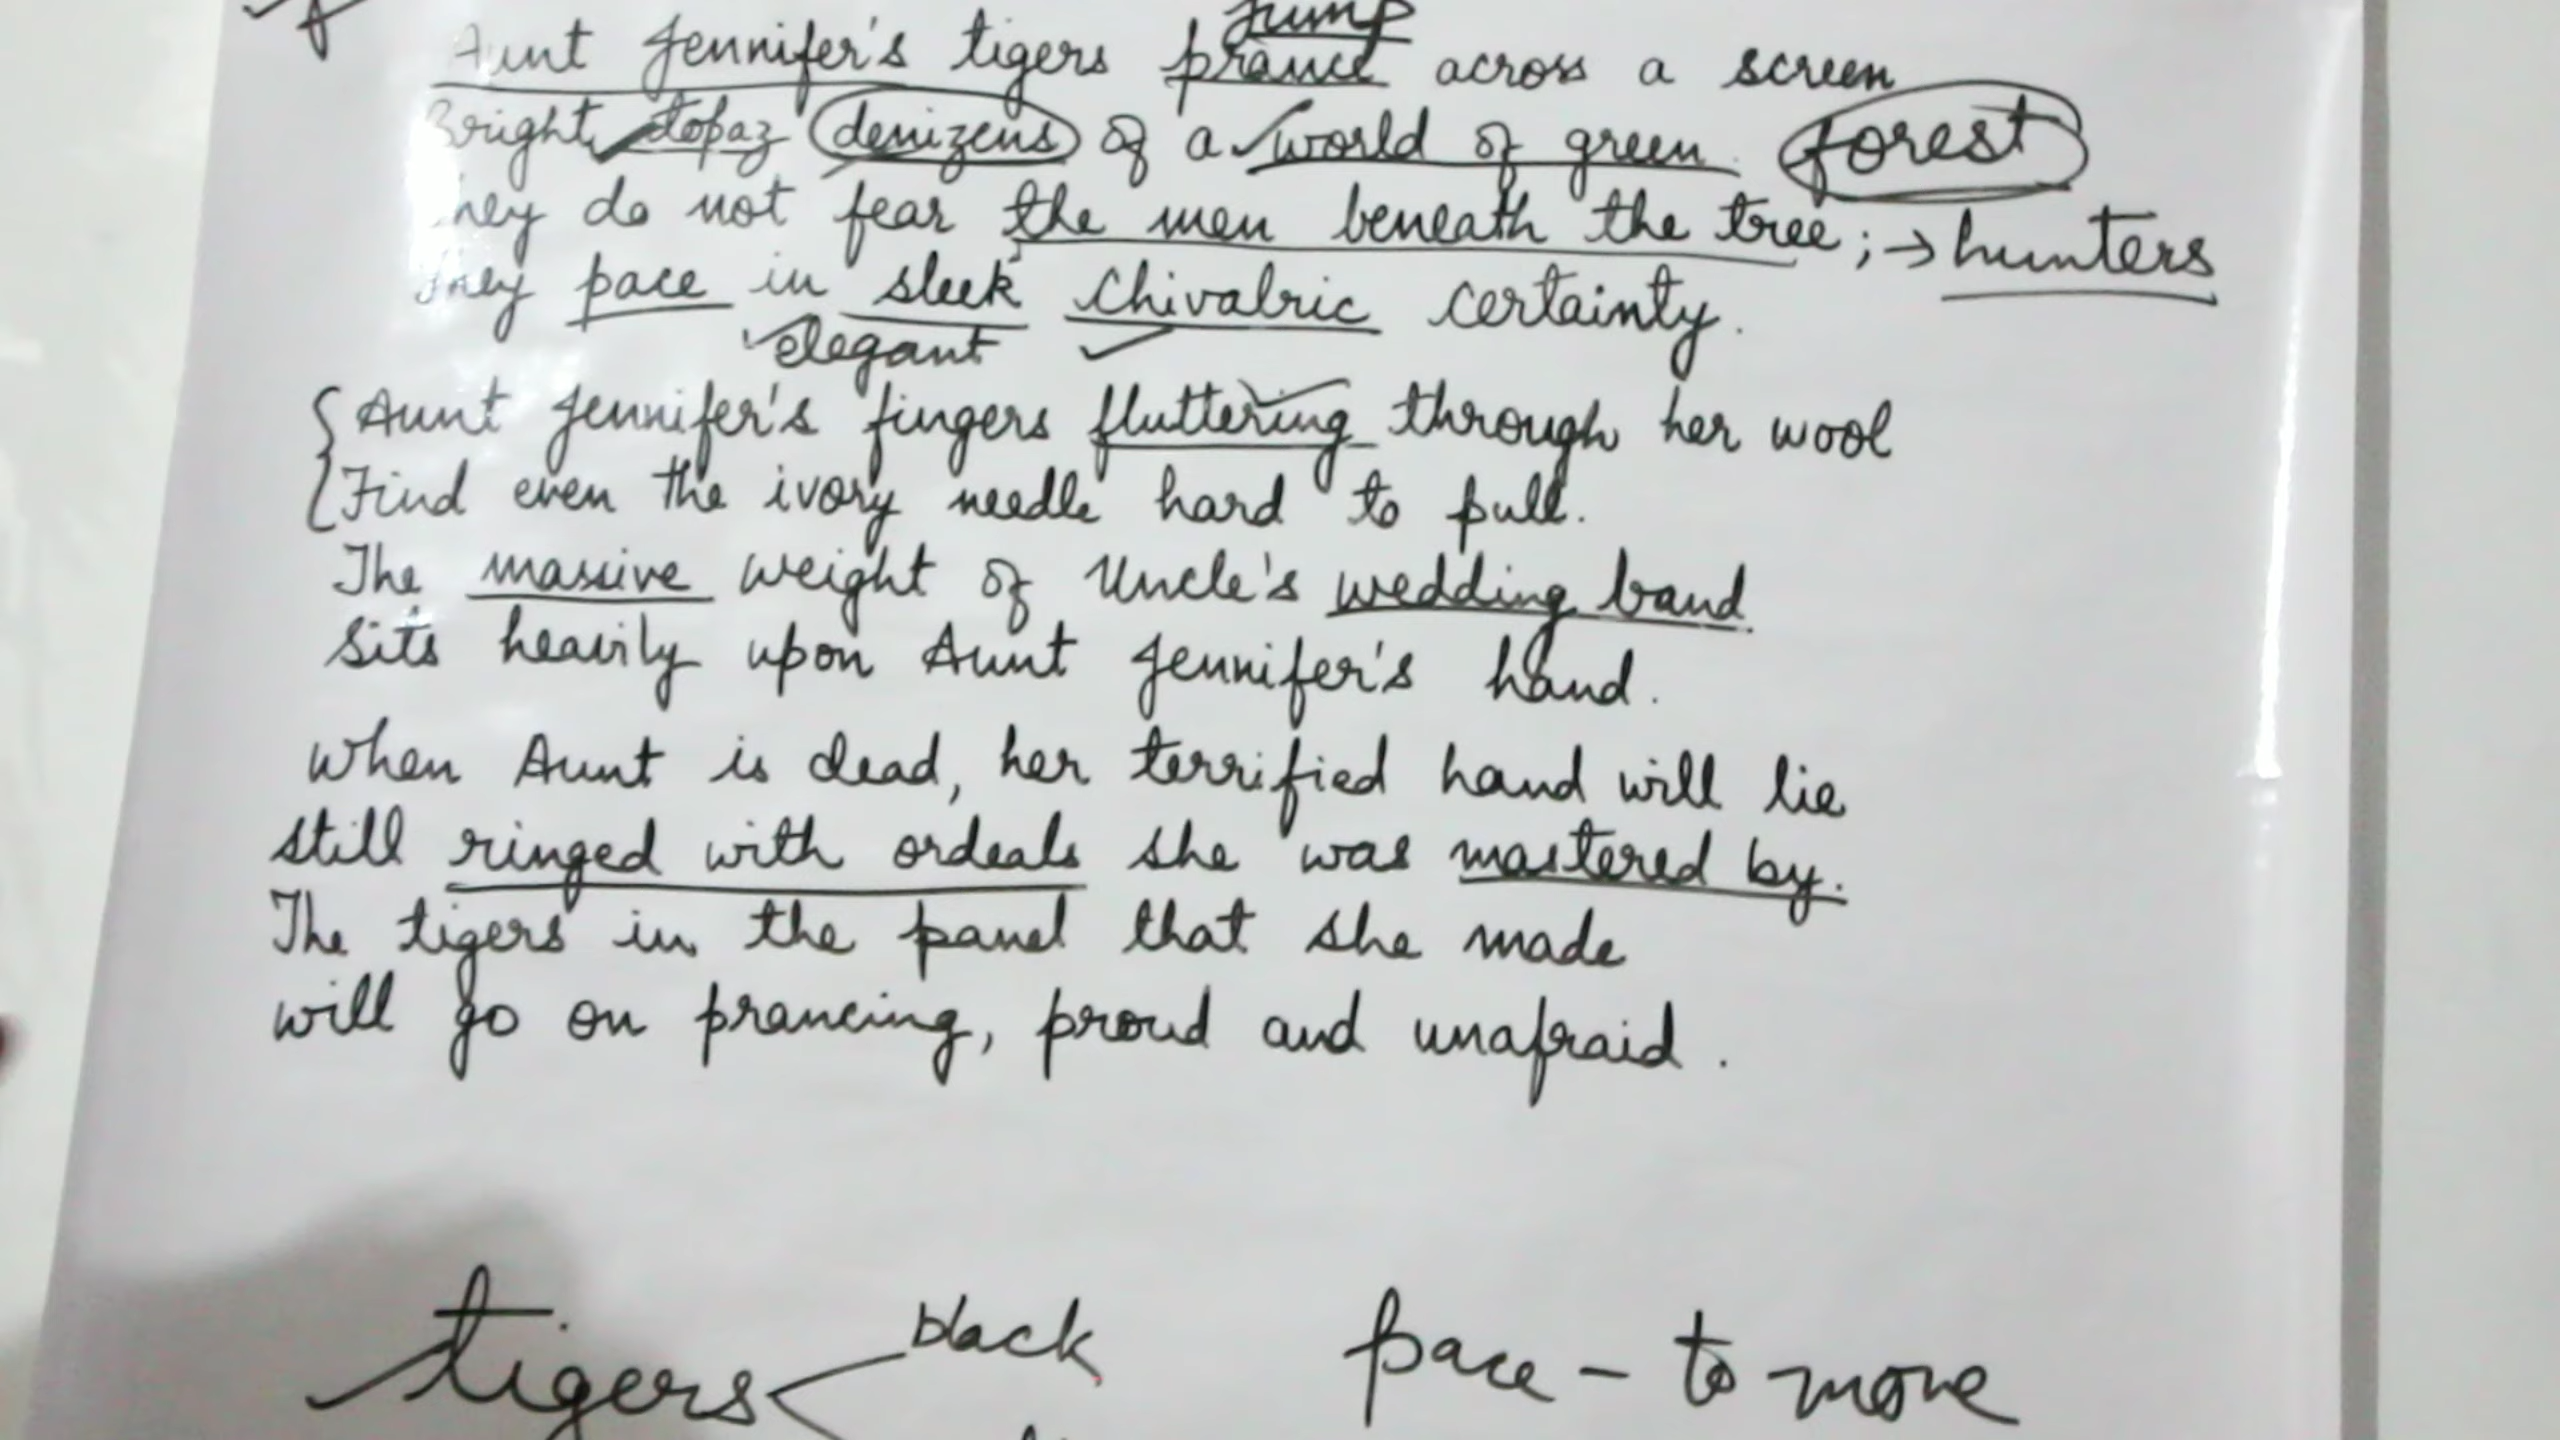 Jump
Aunt Jennifer's tigers prance across a screen
Bright topaz denizens of a world of green. forest
They do not fear the men beneath the tree; → hunters
They pace in sleek chivalric certainty.
elegant
Aunt Jennifer's fingers fluttering through her wool
Find even the ivory needle hard to pull.
The massive weight of Uncle's wedding band
Sits heavily upon Aunt Jennifer's hand.
When Aunt is dead, her terrified hand will lie
still ringed with ordeals she was mastered by.
The tigers in the panel that she made
will go on prancing, proud and unafraid.
tigers black pace - to move